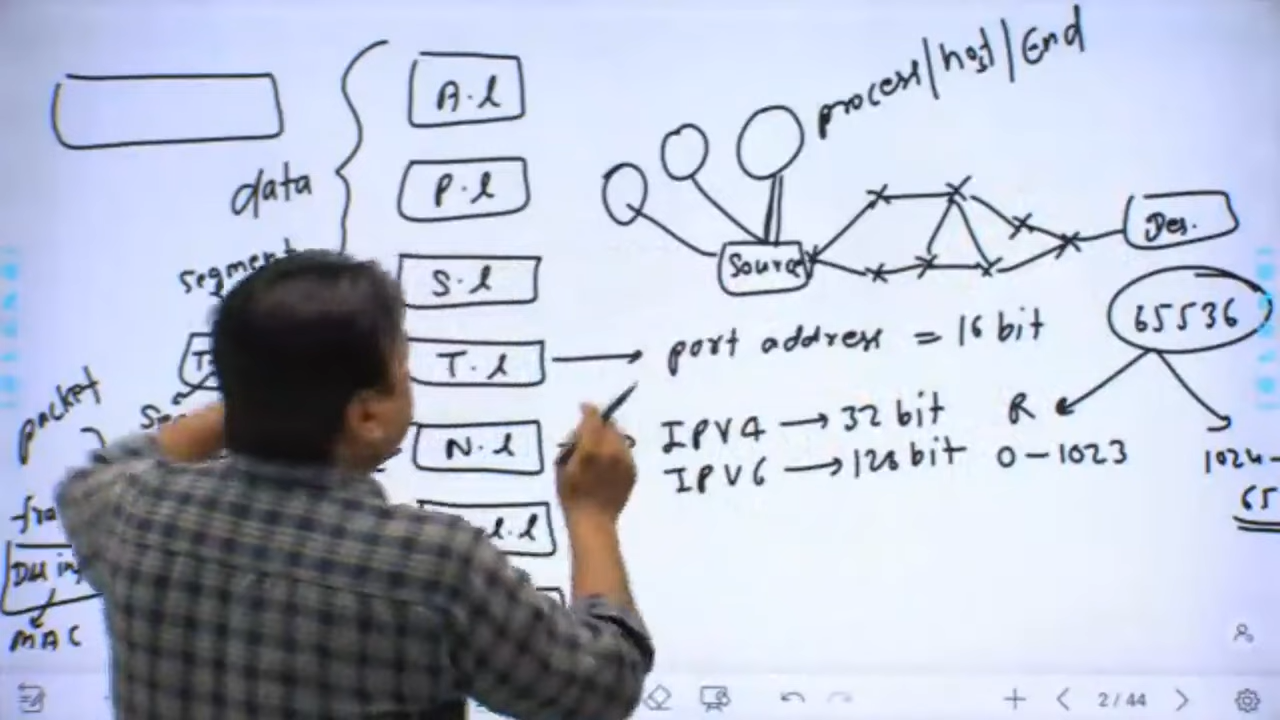 A.l
process/host/End
data
P.l
Source
Des.
segment
S.l
65536
T.l → port address = 16 bit
packet
N.l
IPV4 → 32 bit
R
IPV6 → 128 bit
0-1023
1024-
65
MAC
2/44